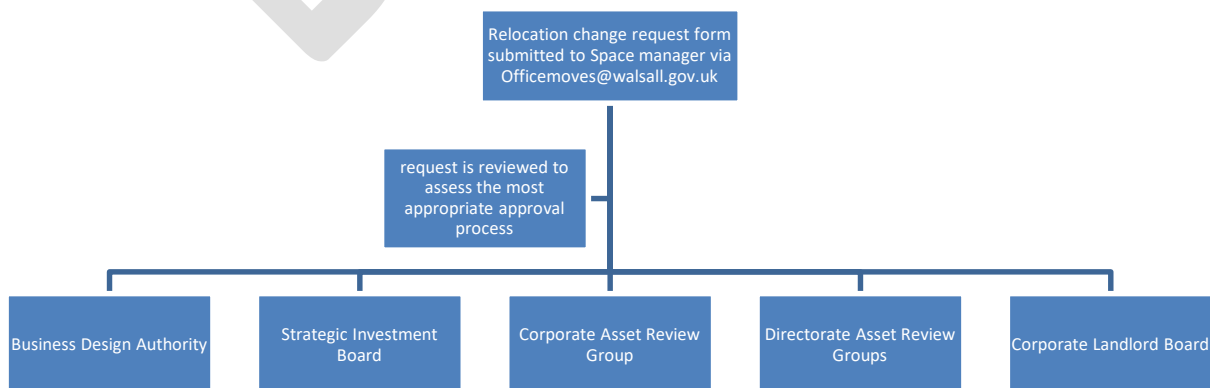 Relocation change request form
submitted to Space manager via
Officemoves@walsall.gov.uk
request is reviewed to
assess the most
appropriate approval
process
Business Design Authority
Strategic Investment
Board
Corporate Asset Review
Group
Directorate Asset Review
Groups
Corporate Landlord Board